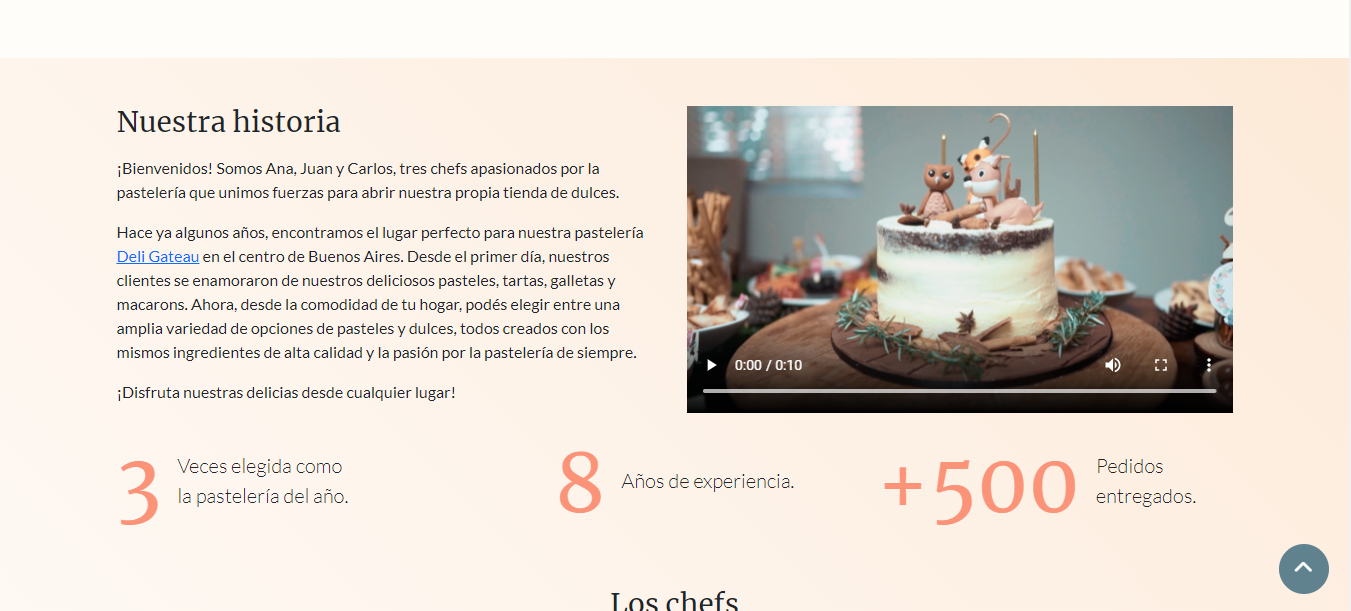 Nuestra historia
¡Bienvenidos! Somos Ana, Juan y Carlos, tres chefs apasionados por la
pastelería que unimos fuerzas para abrir nuestra propia tienda de dulces.
Hace ya algunos años, encontramos el lugar perfecto para nuestra pastelería
Deli Gateau en el centro de Buenos Aires. Desde el primer día, nuestros
clientes se enamoraron de nuestros deliciosos pasteles, tartas, galletas y
macarons. Ahora, desde la comodidad de tu hogar, podés elegir entre una
amplia variedad de opciones de pasteles y dulces, todos creados con los
mismos ingredientes de alta calidad y la pasión por la pastelería de siempre.
¡Disfruta nuestras delicias desde cualquier lugar!
0:00 / 0:10
3
Veces elegida como
la pastelería del año.
8
Años de experiencia.
+500
Pedidos
entregados.
Los chefs